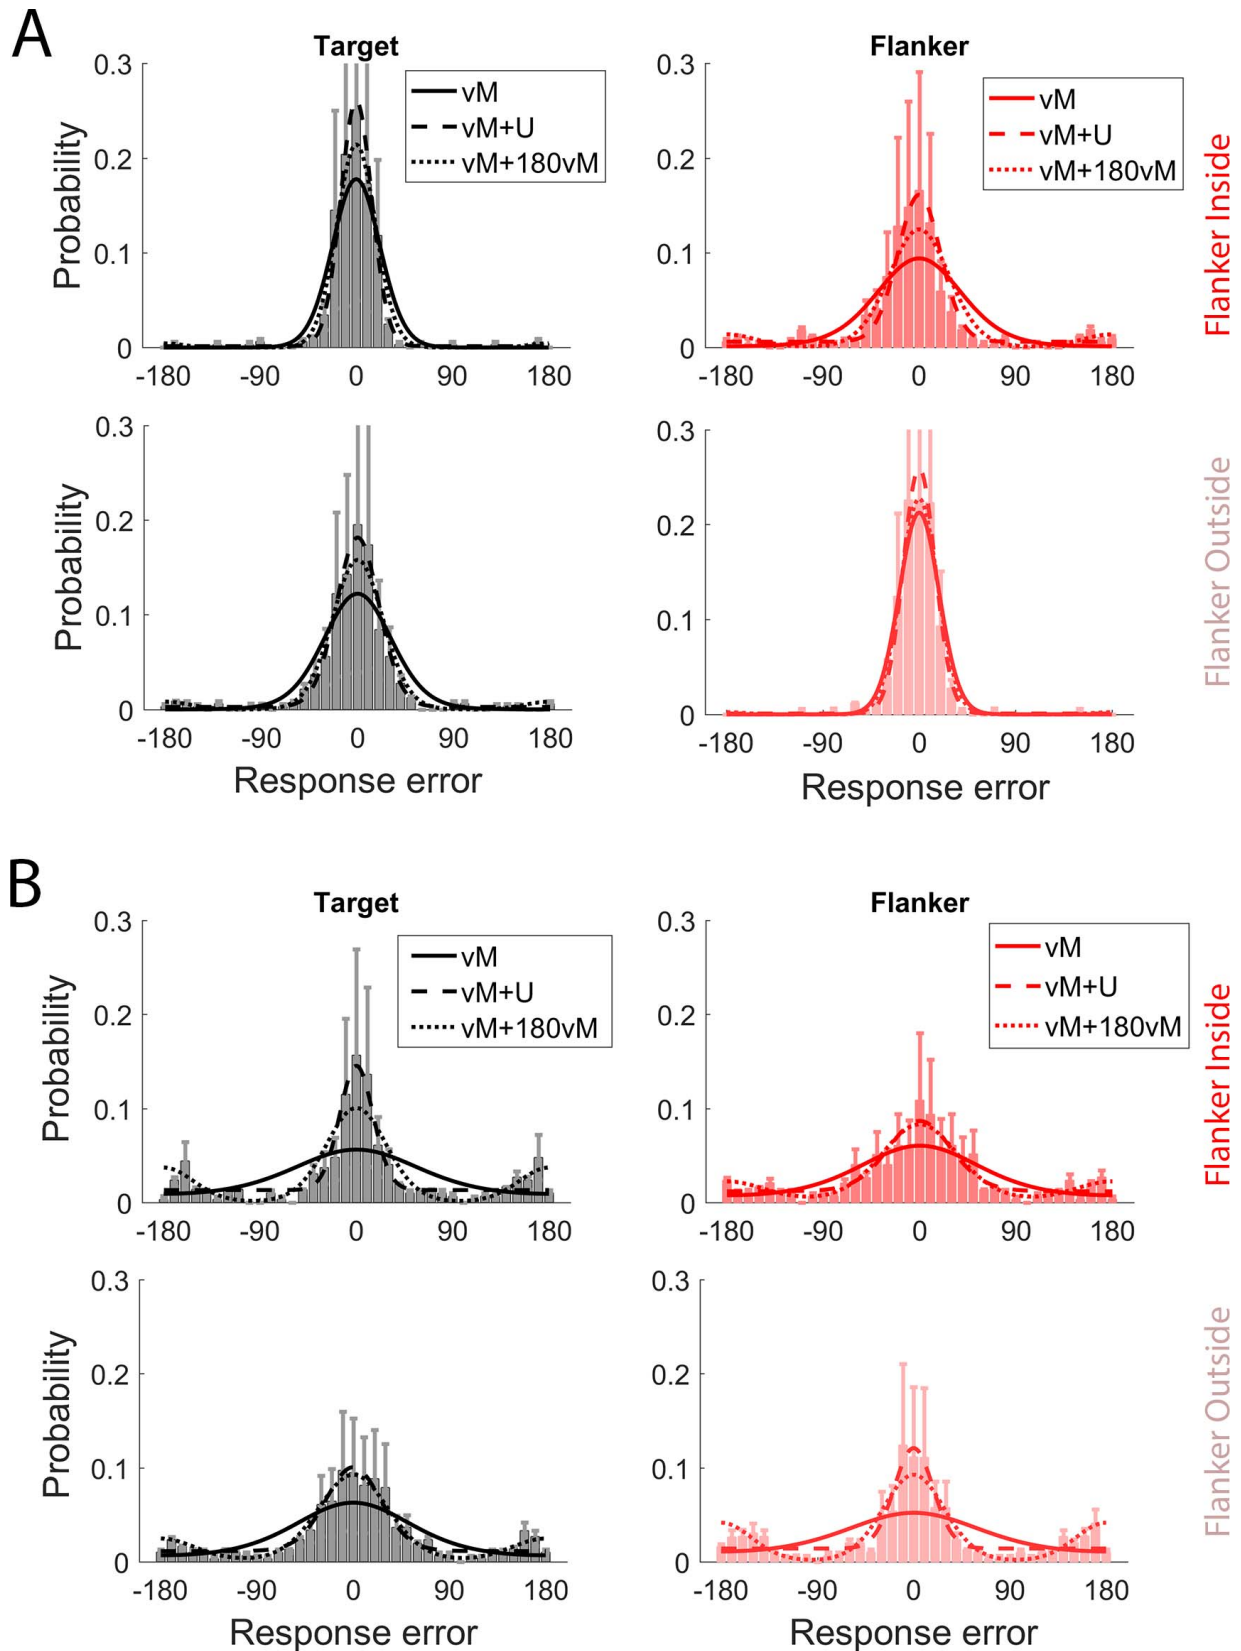 A
Target
Flanker
0.3
0.2
0.1
0
Probability
vM
vM+U
vM+180vM
-180 -90 0 90 180
0.3
0.2
0.1
0
vM
vM+U
vM+180vM
-180 -90 0 90 180
Flanker Inside
0.3
0.2
0.1
0
Probability
-180 -90 0 90 180
Response error
0.3
0.2
0.1
0
-180 -90 0 90 180
Response error
Flanker Outside
B
Target
Flanker
0.3
0.2
0.1
0
Probability
vM
vM+U
vM+180vM
-180 -90 0 90 180
0.3
0.2
0.1
0
vM
vM+U
vM+180vM
-180 -90 0 90 180
Flanker Inside
0.3
0.2
0.1
0
Probability
-180 -90 0 90 180
Response error
0.3
0.2
0.1
0
-180 -90 0 90 180
Response error
Flanker Outside